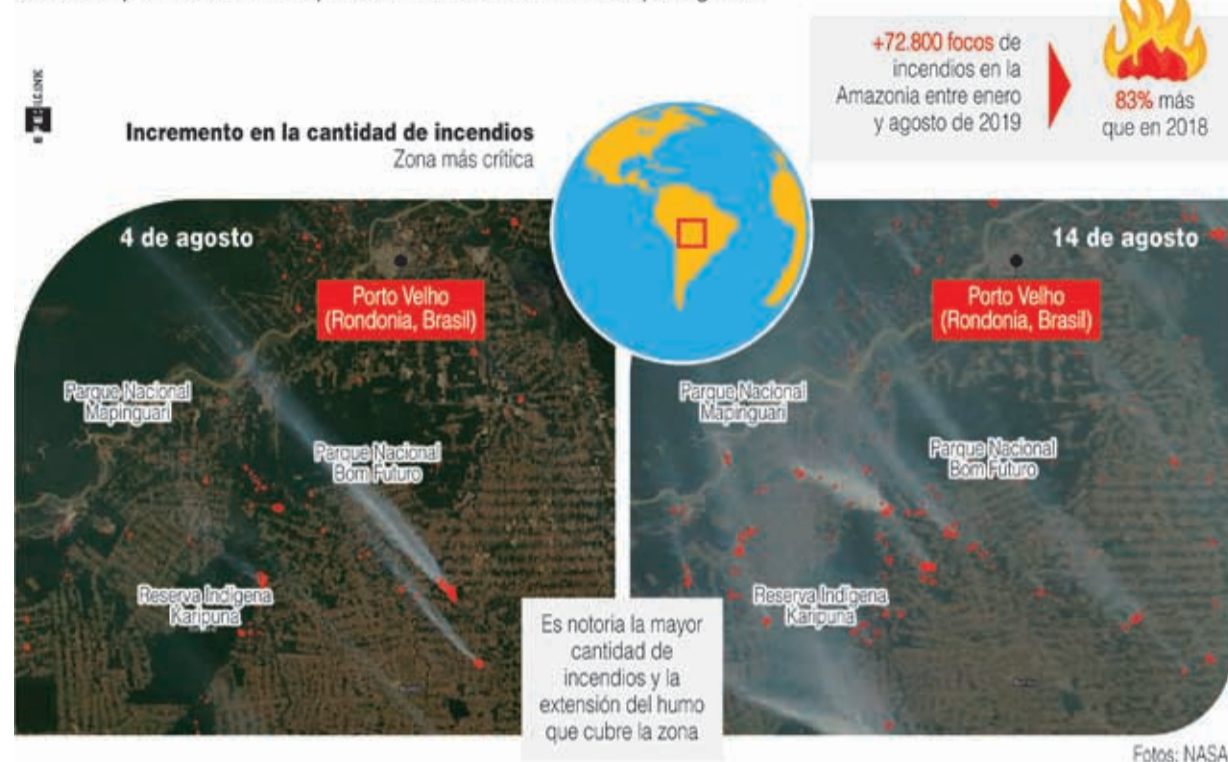 +72.800 focos de
incendios en la
Amazonia entre enero
y agosto de 2019
83% más
que en 2018
Incremento en la cantidad de incendios
Zona más crítica
4 de agosto
Porto Velho
(Rondonia, Brasil)
Parque Nacional
Mapinguari
Parque Nacional
Bom Futuro
Reserva Indígena
Karipuna
14 de agosto
Porto Velho
(Rondonia, Brasil)
Parque Nacional
Mapinguari
Parque Nacional
Bom Futuro
Reserva Indígena
Karipuna
Es notoria la mayor
cantidad de
incendios y la
extensión del humo
que cubre la zona
Fotos: NASA